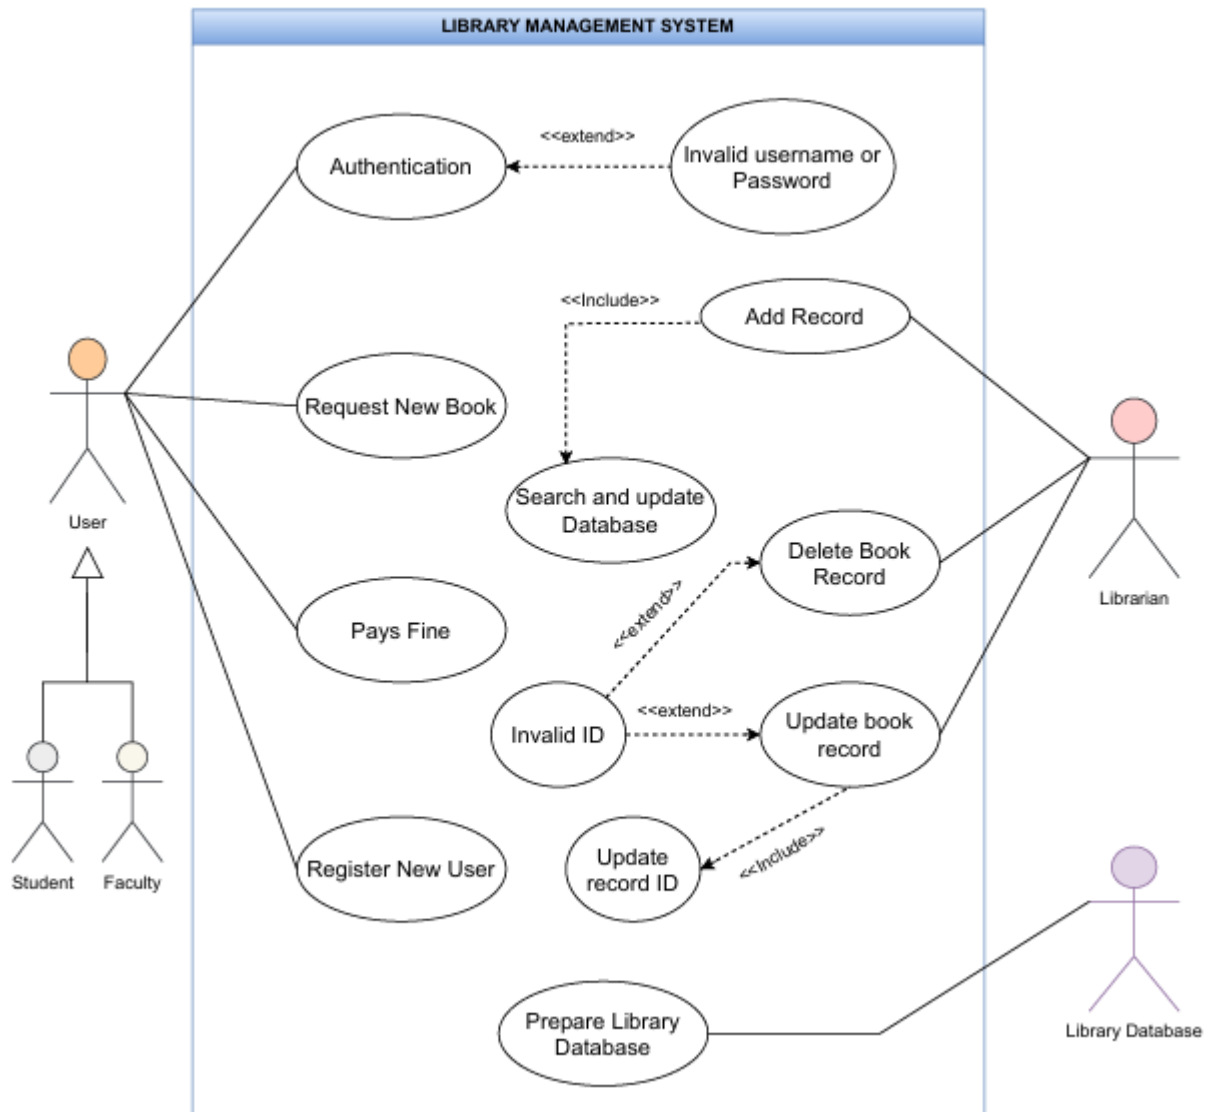 LIBRARY MANAGEMENT SYSTEM
Authentication
<<extend>>
Invalid username or
Password
<<Include>>
Add Record
Request New Book
User
Search and update
Database
Delete Book
Record
<<extend>>
Librarian
Pays Fine
Invalid ID
<<extend>>
Update book
record
Student
Faculty
Register New User
Update
record ID
<<Include>>
Prepare Library
Database
Library Database